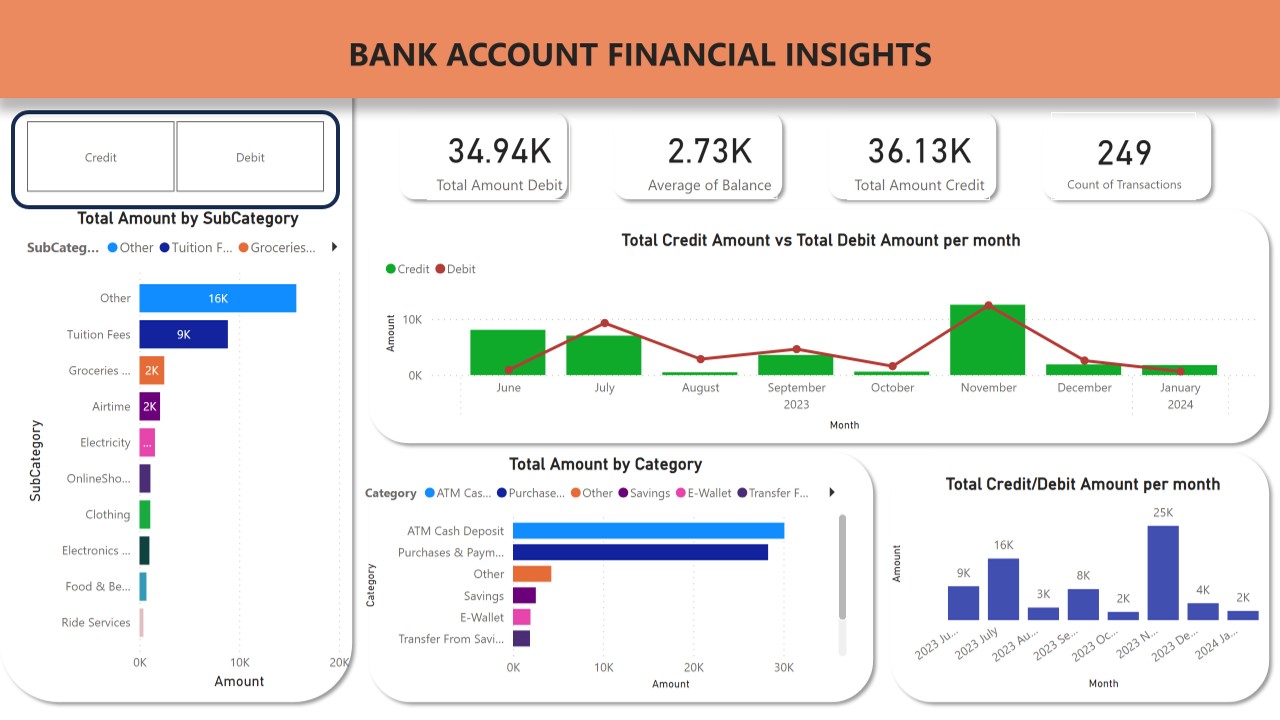 BANK ACCOUNT FINANCIAL INSIGHTS
Credit
Debit
34.94K
Total Amount Debit
2.73K
Average of Balance
36.13K
Total Amount Credit
249
Count of Transactions
Total Amount by SubCategory
SubCateg... Other Tuition F... Groceries...
SubCategory
Other 16K
Tuition Fees 9K
Groceries ... 2K
Airtime 2K
Electricity ...
OnlineSho...
Clothing
Electronics ...
Food & Be...
Ride Services
0K 10K 20K
Amount
Total Credit Amount vs Total Debit Amount per month
Credit Debit
Amount
10K
0K
June July August September October November December January
2023 2024
Month
Total Amount by Category
Category ATM Cas... Purchase... Other Savings E-Wallet Transfer F...
Category
ATM Cash Deposit
Purchases & Paym...
Other
Savings
E-Wallet
Transfer From Savi...
0K 10K 20K 30K
Amount
Total Credit/Debit Amount per month
Amount
9K 16K 3K 8K 2K 25K 4K 2K
2023 Ju... 2023 July 2023 Au... 2023 Se... 2023 Oc... 2023 N... 2023 De... 2024 Ja...
Month